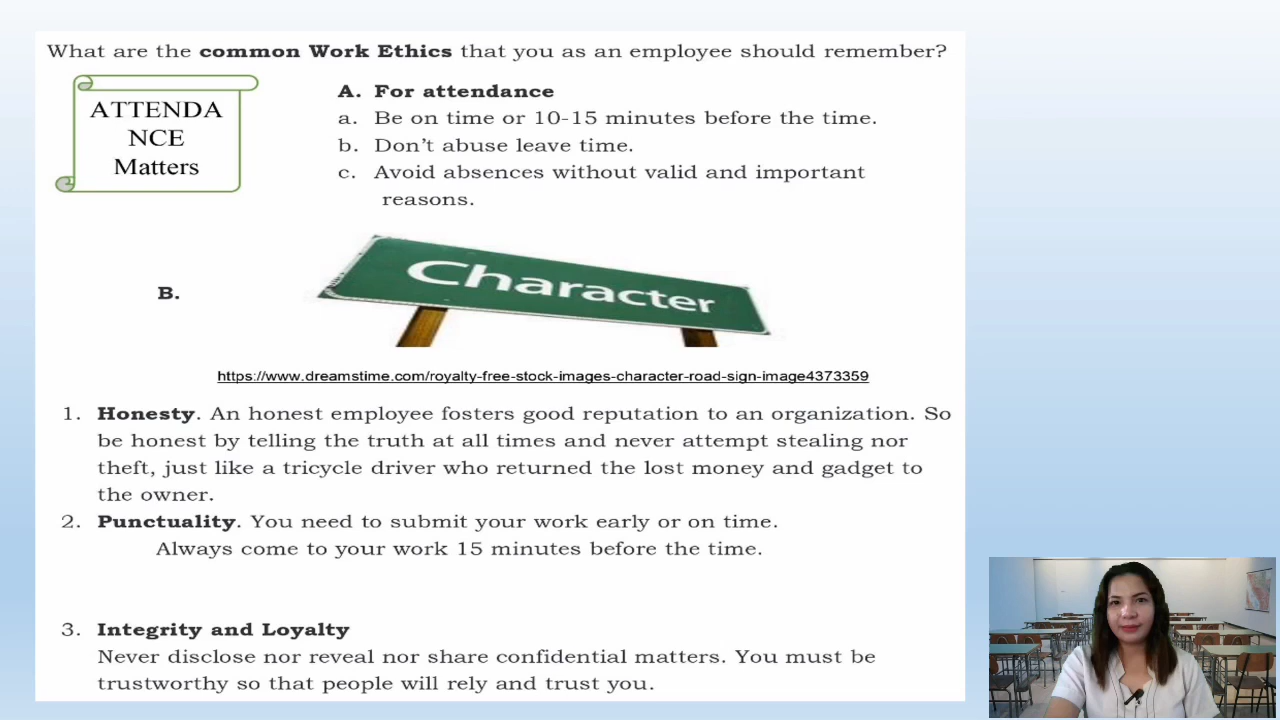 What are the common Work Ethics that you as an employee should remember?
ATTENDA
NCE
Matters
A. For attendance
a. Be on time or 10-15 minutes before the time.
b. Don't abuse leave time.
c. Avoid absences without valid and important
reasons.
B.
Character
https://www.dreamstime.com/royalty-free-stock-images-character-road-sign-image4373359
1. Honesty. An honest employee fosters good reputation to an organization. So
be honest by telling the truth at all times and never attempt stealing nor
theft, just like a tricycle driver who returned the lost money and gadget to
the owner.
2. Punctuality. You need to submit your work early or on time.
Always come to your work 15 minutes before the time.
3. Integrity and Loyalty
Never disclose nor reveal nor share confidential matters. You must be
trustworthy so that people will rely and trust you.